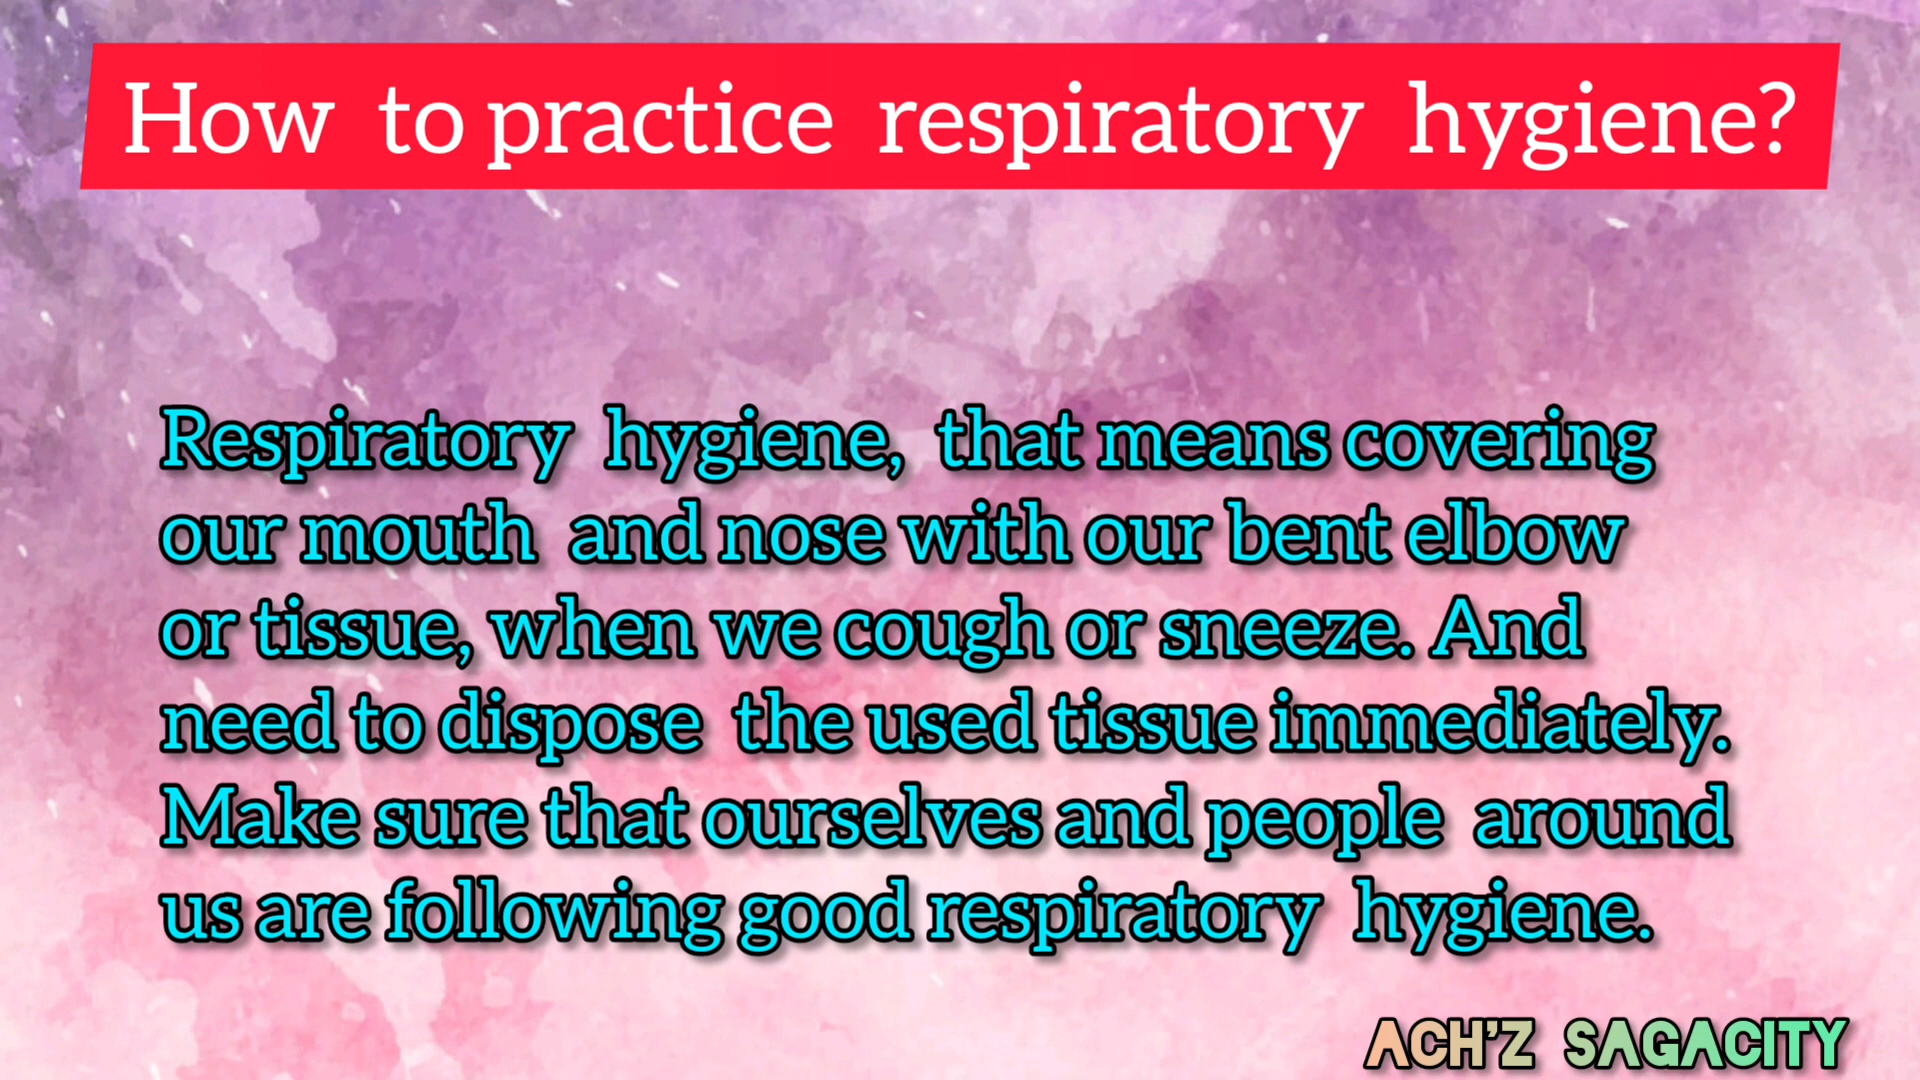 How to practice respiratory hygiene?
Respiratory hygiene, that means covering
our mouth and nose with our bent elbow
or tissue, when we cough or sneeze. And
need to dispose the used tissue immediately.
Make sure that ourselves and people around
us are following good respiratory hygiene.
ACH'Z SAGACITY